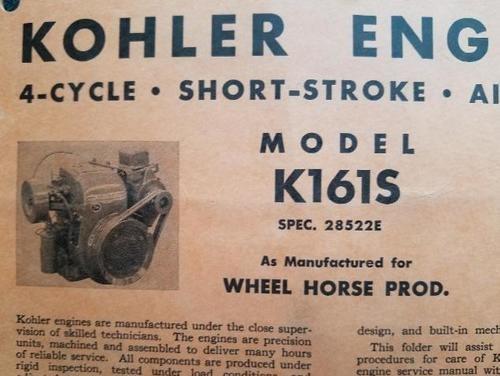 KOHLER ENG
4-CYCLE • SHORT-STROKE • AI
MODEL
K161S
SPEC. 28522E
As Manufactured for
WHEEL HORSE PROD.
Kohler engines are manufactured under the close super-
vision of skilled technicians. The engines are precision
units, machined and assembled to deliver many hours
of reliable service. All components are produced under
rigid inspection, tested under load conditions, and
design, and built-in mech
This folder will assist
procedures for care of K
engine service manual wit